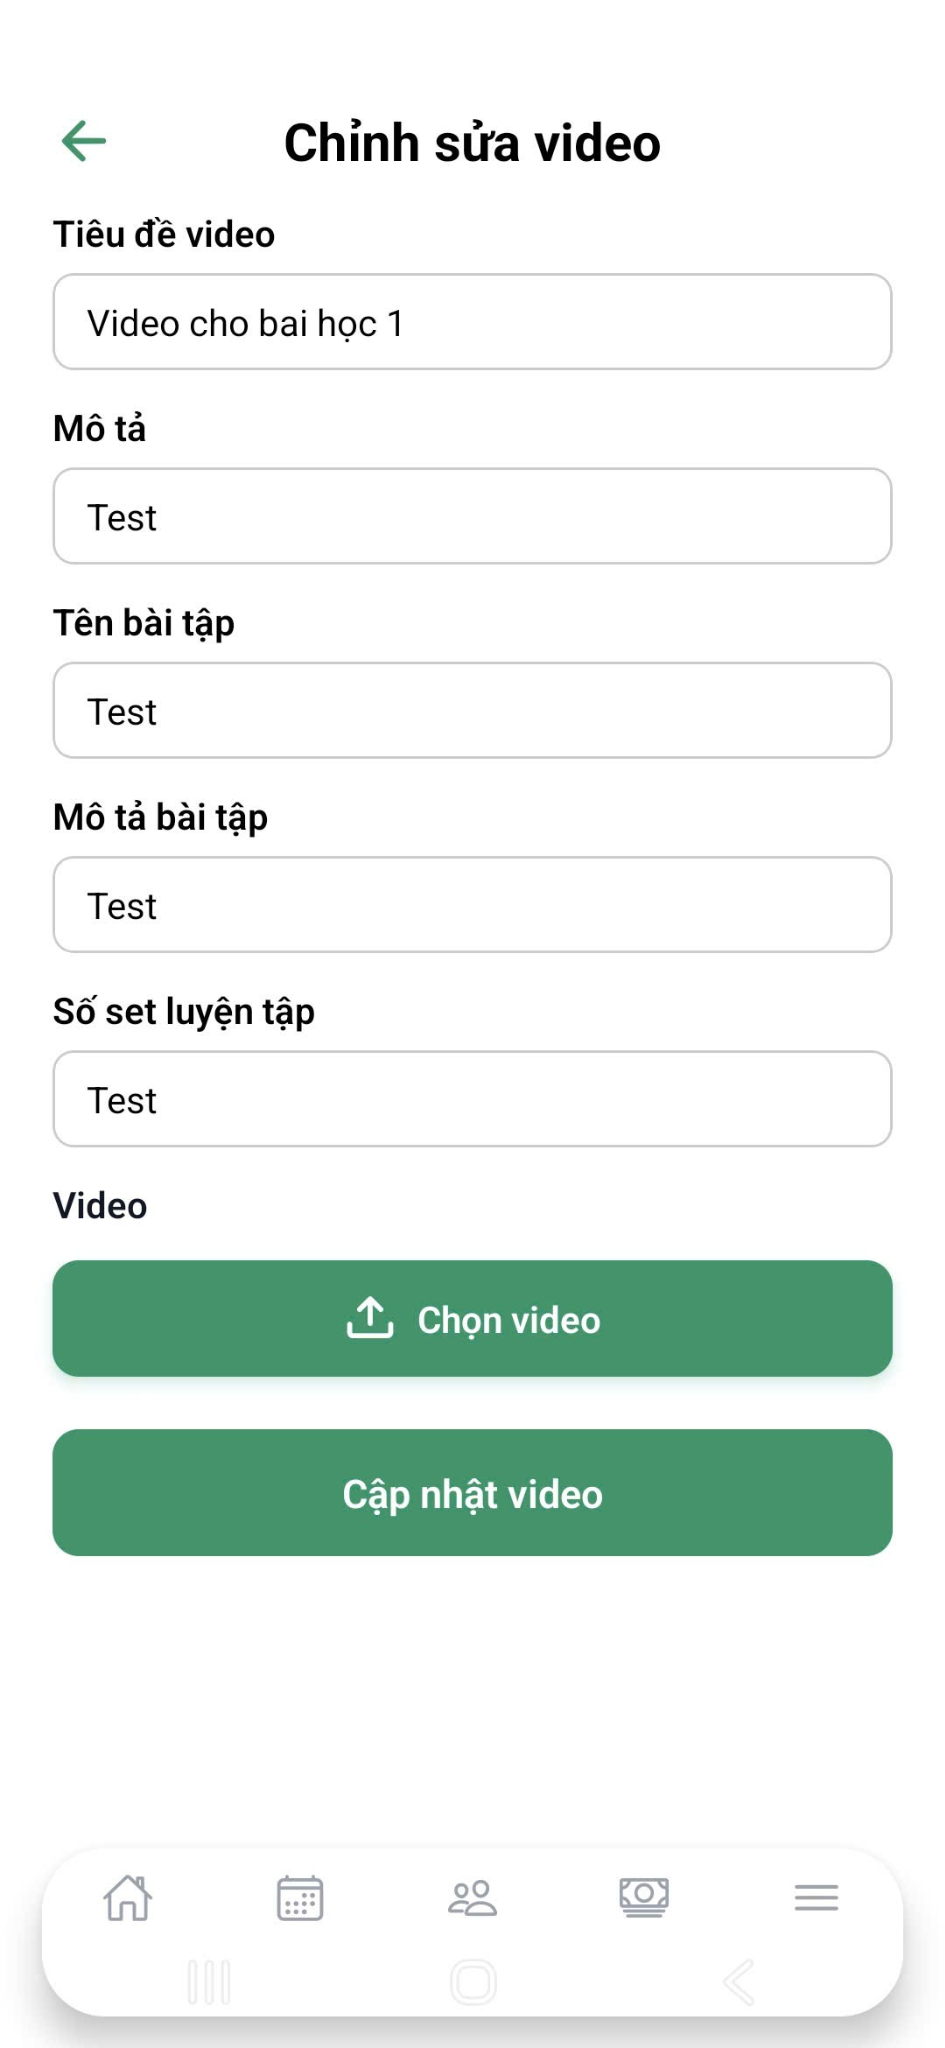 Chỉnh sửa video
Tiêu đề video
Video cho bai học 1
Mô tả
Test
Tên bài tập
Test
Mô tả bài tập
Test
Số set luyện tập
Test
Video
Chọn video
Cập nhật video